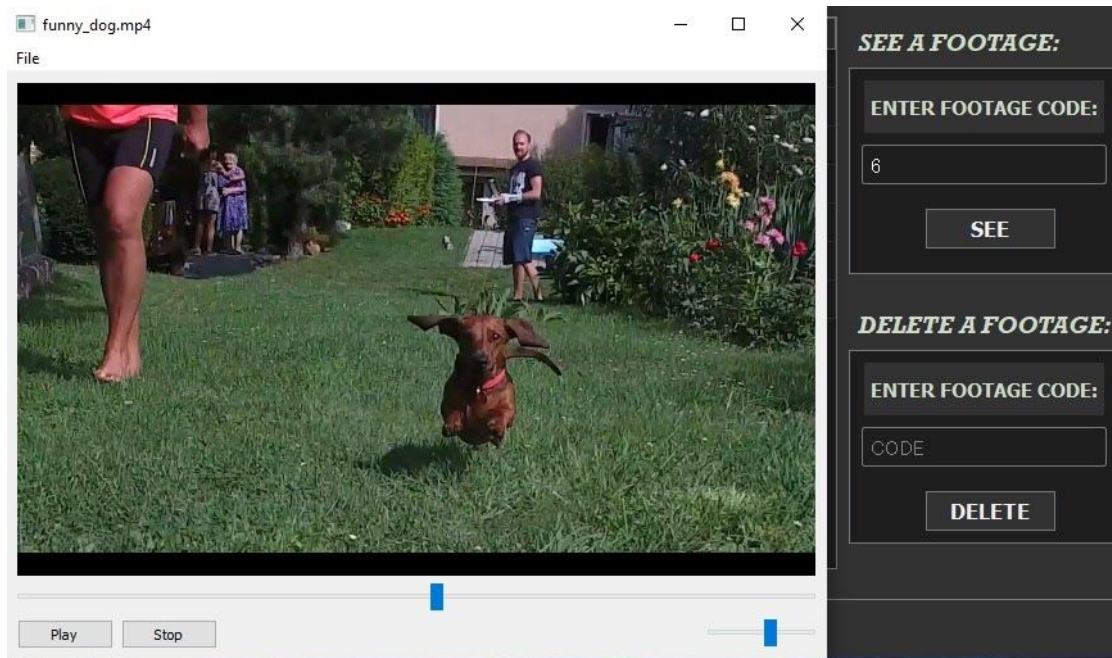 funny_dog.mp4
File
Play
Stop
SEE A FOOTAGE:
ENTER FOOTAGE CODE:
6
SEE
DELETE A FOOTAGE:
ENTER FOOTAGE CODE:
CODE
DELETE